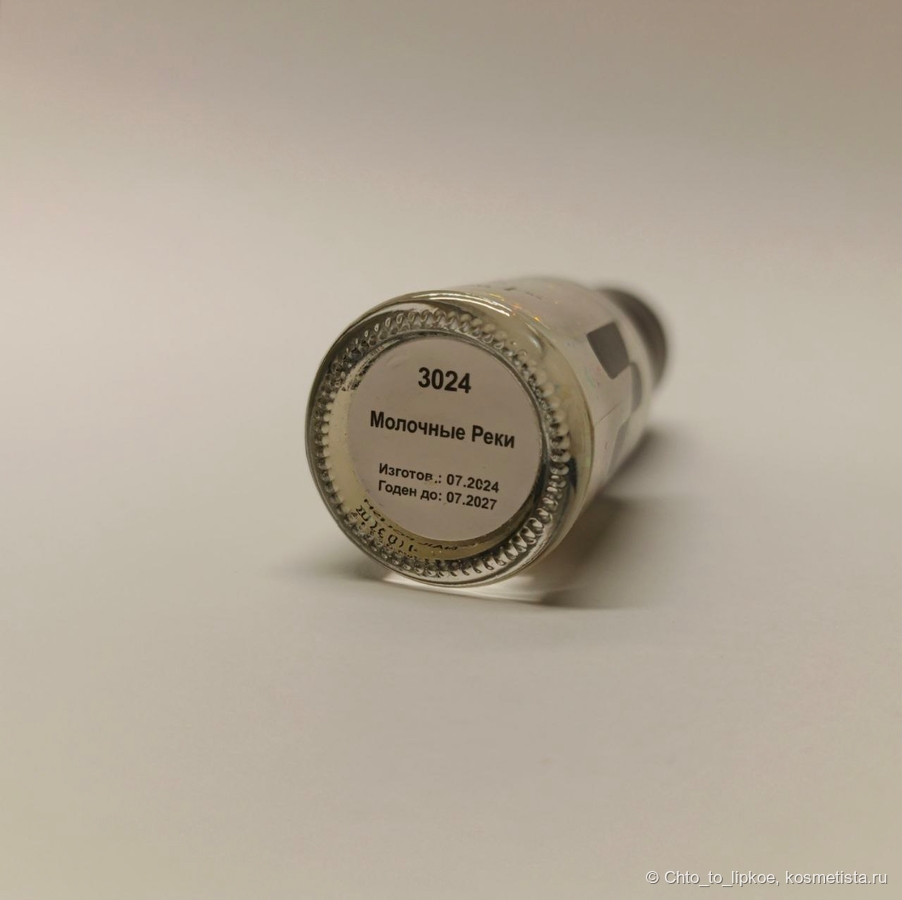 3024
Молочные Реки
Изготов.: 07.2024
Годен до: 07.2027
© Chto_to_lipkoe, kosmetista.ru